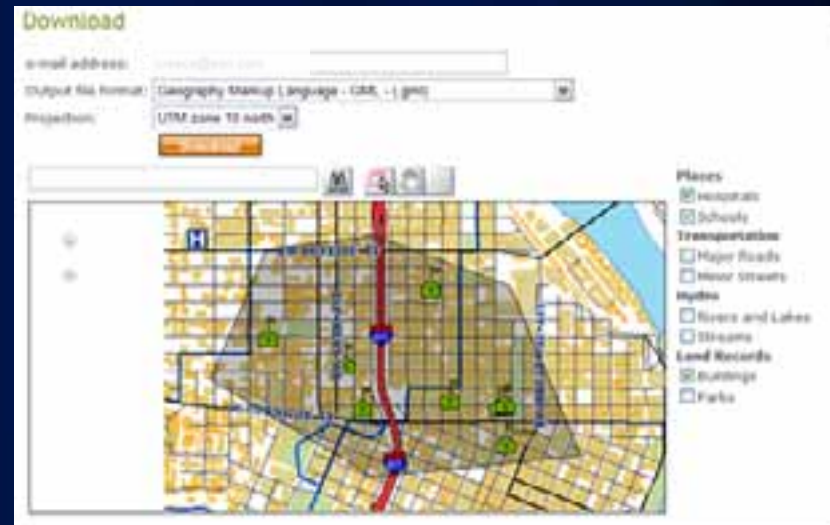 Download
e-mail address:
Output file format: Geography Markup Language - GML - (.gml)
Projection: UTM zone 10 north
Places
Hospitals
Schools
Transportation
Major Roads
Minor Streets
Hydro
Rivers and Lakes
Streams
Land Records
Buildings
Parks
H